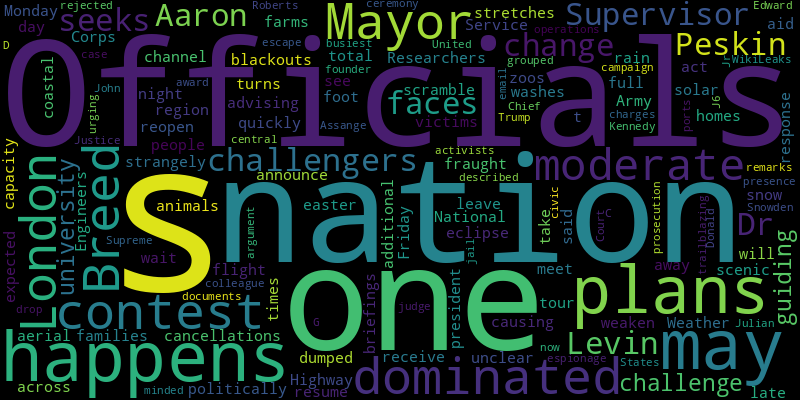 Monday rejected seeks Aaron Roberts ceremony Edward
day Corps farms Mayor stretches Supervisor aid
D case channel blackouts escape busiest United Service operations change Peskin
Officials
coastal night turns total founder Researchers grouped campaign rain act Jr WikiLeaks
region advising see award faces scramble email zoos full solar J6 response
urging John reopen quickly foot Assange victims washes Chief Army Trump charges Kennedy ports homes
Justice people central t
capacity London university Engineers Breed strangely challengers activists fraught moderate remarks
announce described snow presence
S nation
animals easter additional Friday leave National take civic said prosecution trailblazing Donald Snowden Dr
Supreme argument eclipse Court C
expected wait flight jail meet away will scenic guiding
documents colleague one briefings president tour plans
contest times judge causing weaken Weather Julian
drop G
happens aerial families cancellations dumped receive unclear now Levin States may
Highway espionage
across minded politically resume dominated challenge late